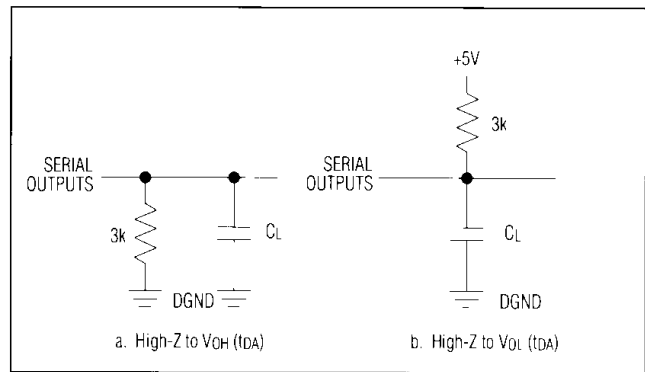 +5V
3k
SERIAL
OUTPUTS
SERIAL
OUTPUTS
3k
CL
CL
DGND
DGND
a. High-Z to VOH (tDA)
b. High-Z to VOL (tDA)